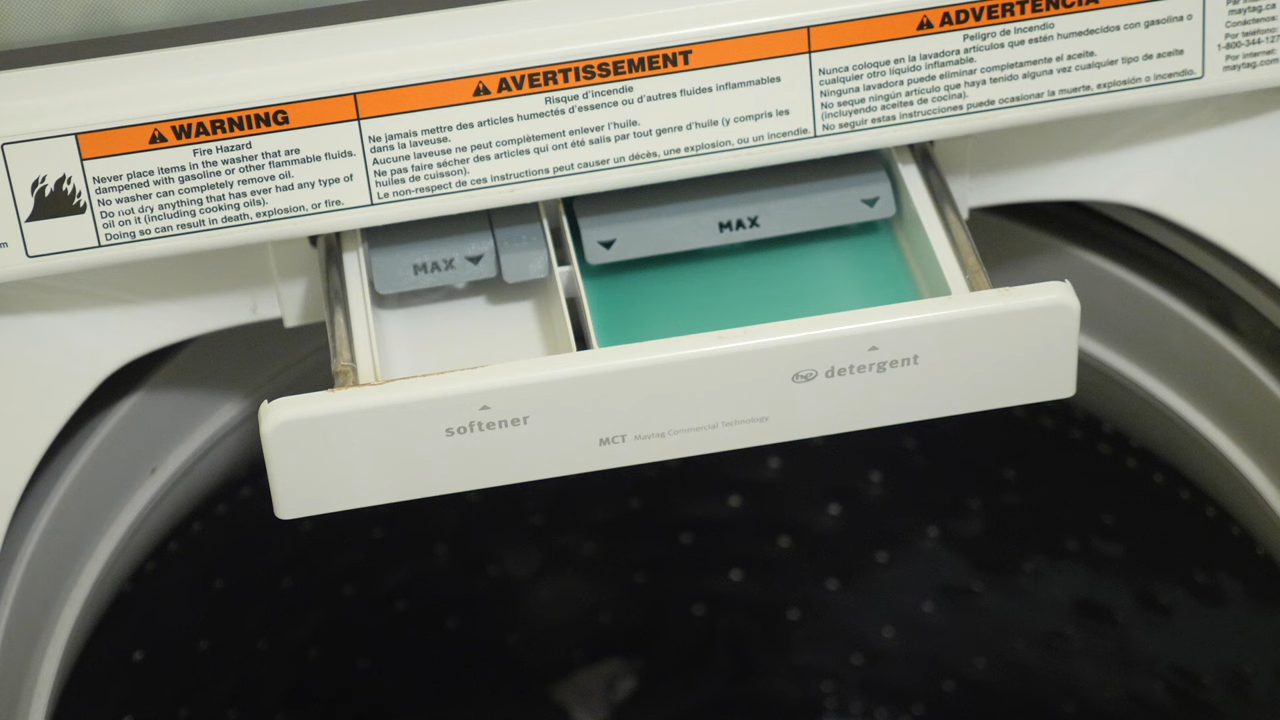 WARNING
Fire Hazard
Never place items in the washer that are
dampened with gasoline or other flammable fluids.
No washer can completely remove oil.
Do not dry anything that has ever had any type of
oil on it (including cooking oils).
Doing so can result in death, explosion, or fire.
AVERTISSEMENT
Risque d'incendie
Ne jamais mettre des articles humectés d'essence ou d'autres fluides inflammables
dans la laveuse.
Aucune laveuse ne peut complètement enlever l'huile.
Ne pas faire sécher des articles qui ont été salis par tout genre d'huile (y compris les
huiles de cuisson).
Le non-respect de ces instructions peut causer un décès, une explosion, ou un incendie.
ADVERTENCIA
Peligro de Incendio
Nunca coloque en la lavadora artículos que estén humedecidos con gasolina o
cualquier otro líquido inflamable.
Ninguna lavadora puede eliminar completamente el aceite.
No seque ningún artículo que haya tenido alguna vez cualquier tipo de aceite
(incluyendo aceites de cocina).
No seguir estas instrucciones puede ocasionar la muerte, explosión o incendio.
maytag.ca
Conáctenos:
Por teléfono:
1-800-344-127
Por Internet:
maytag.com
m
MAX
MAX
softener
he detergent
MCT Maytag Commercial Technology